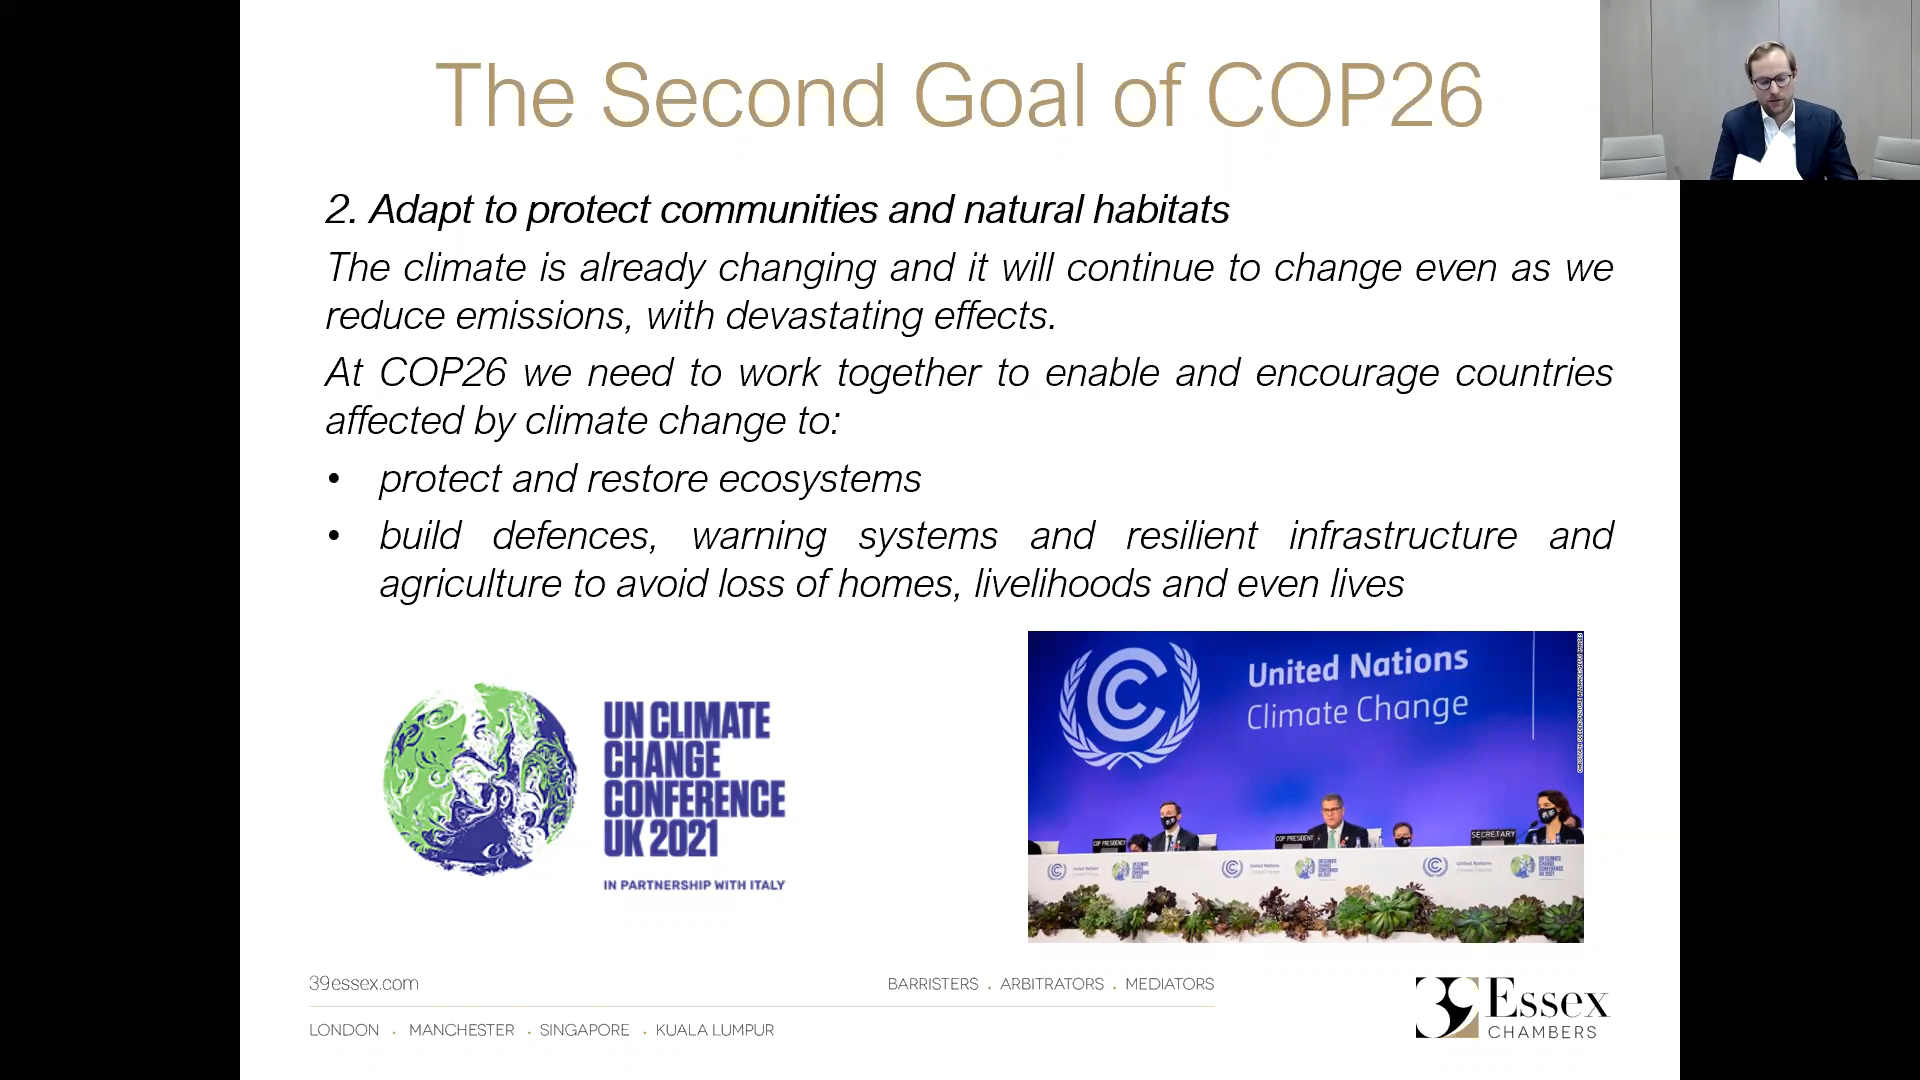 The Second Goal of COP26
2. Adapt to protect communities and natural habitats
The climate is already changing and it will continue to change even as we
reduce emissions, with devastating effects.
At COP26 we need to work together to enable and encourage countries
affected by climate change to:
• protect and restore ecosystems
• build defences, warning systems and resilient infrastructure and
agriculture to avoid loss of homes, livelihoods and even lives
UN CLIMATE
CHANGE
CONFERENCE
UK 2021
IN PARTNERSHIP WITH ITALY
United Nations
Climate Change
COP PRESIDENCY
COP PRESIDENT
SECRETARY
39essex.com
BARRISTERS . ARBITRATORS . MEDIATORS
LONDON . MANCHESTER . SINGAPORE . KUALA LUMPUR
39 Essex
CHAMBERS